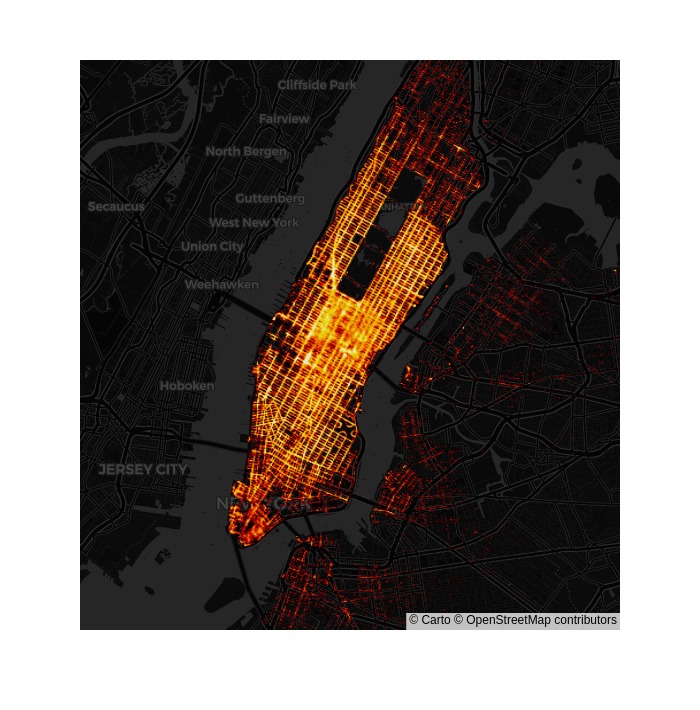 Cliffside Park
Fairview
North Bergen
Guttenberg
Secaucus
West New York
Union City
Weehawken
Hoboken
JERSEY CITY
NEW YORK
© Carto © OpenStreetMap contributors